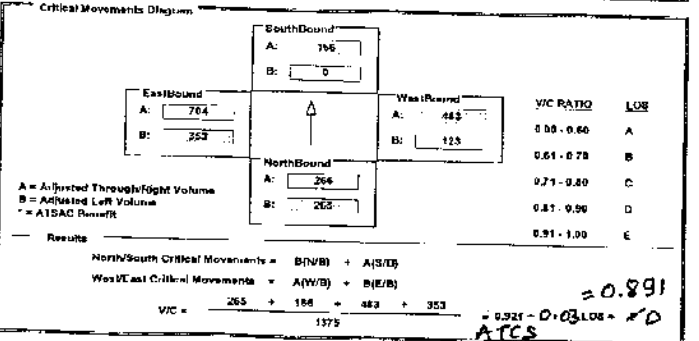 Critical Movements Diagram
SouthBound
A: 166
B: 0
EastBound
A: 704
B: 353
WestBound
A: 483
B: 123
NorthBound
A: 266
B: 265
A = Adjusted Through/Right Volume
B = Adjusted Left Volume
* = ATSAC Benefit
V/C RATIO LOS
0.00 - 0.60 A
0.61 - 0.70 B
0.71 - 0.80 C
0.81 - 0.90 D
0.91 - 1.00 E
Results
North/South Critical Movements = B(N/B) + A(S/B)
West/East Critical Movements = A(W/B) + B(E/B)
V/C = 265 + 166 + 483 + 353
1375
= 0.921 - 0.03 LOS =
= 0.891
D
ATCS